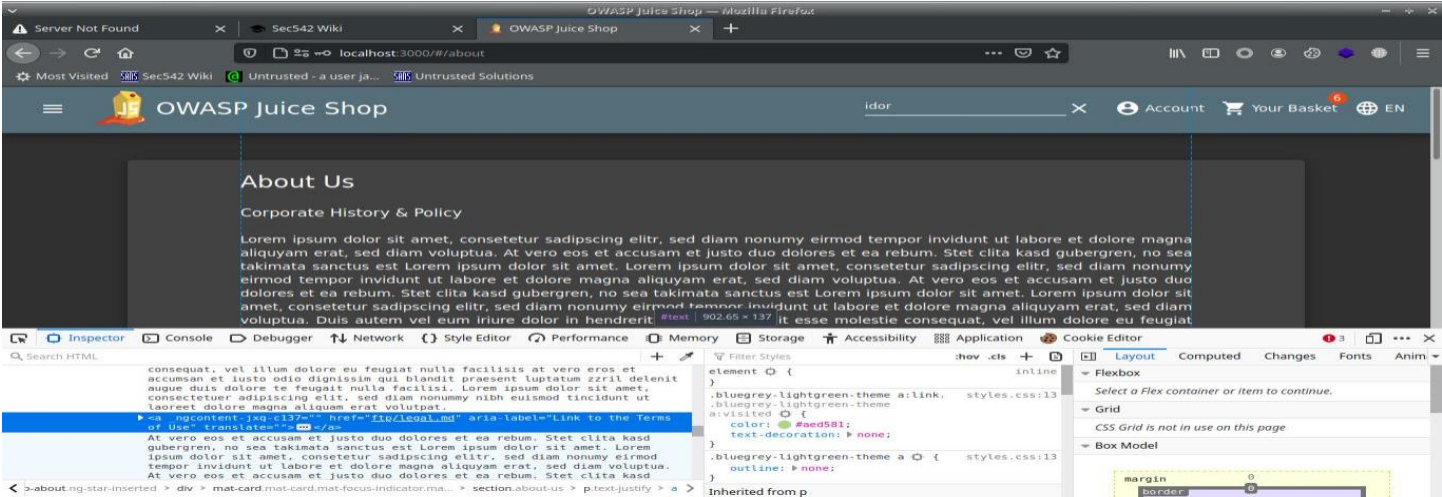 OWASP Juice Shop — Mozilla Firefox
Server Not Found
Sec542 Wiki
OWASP Juice Shop
localhost:3000/#/about
Most Visited
Sec542 Wiki
Untrusted - a user ja...
Untrusted Solutions
OWASP Juice Shop
idor
Account
Your Basket
6
EN
About Us
Corporate History & Policy
Lorem ipsum dolor sit amet, consetetur sadipscing elitr, sed diam nonumy eirmod tempor invidunt ut labore et dolore magna
aliquyam erat, sed diam voluptua. At vero eos et accusam et justo duo dolores et ea rebum. Stet clita kasd gubergren, no sea
takimata sanctus est Lorem ipsum dolor sit amet. Lorem ipsum dolor sit amet, consetetur sadipscing elitr, sed diam nonumy
eirmod tempor invidunt ut labore et dolore magna aliquyam erat, sed diam voluptua. At vero eos et accusam et justo duo
dolores et ea rebum. Stet clita kasd gubergren, no sea takimata sanctus est Lorem ipsum dolor sit amet. Lorem ipsum dolor sit
amet, consetetur sadipscing elitr, sed diam nonumy eirmod tempor invidunt ut labore et dolore magna aliquyam erat, sed diam
voluptua. Duis autem vel eum iriure dolor in hendrerit it esse molestie consequat, vel illum dolore eu feugiat
#text 902.65 × 137
Inspector Console Debugger Network Style Editor Performance Memory Storage Accessibility Application Cookie Editor 3
Search HTML
consequat, vel illum dolore eu feugiat nulla facilisis at vero eros et
accumsan et iusto odio dignissim qui blandit praesent luptatum zzril delenit
augue duis dolore te feugait nulla facilisi. Lorem ipsum dolor sit amet,
consectetuer adipiscing elit, sed diam nonummy nibh euismod tincidunt ut
laoreet dolore magna aliquam erat volutpat.
<a _ngcontent-jxq-c137="" href="ftp/legal.md" aria-label="Link to the Terms
of Use" translate=""></a>
At vero eos et accusam et justo duo dolores et ea rebum. Stet clita kasd
gubergren, no sea takimata sanctus est Lorem ipsum dolor sit amet. Lorem
ipsum dolor sit amet, consetetur sadipscing elitr, sed diam nonumy eirmod
tempor invidunt ut labore et dolore magna aliquyam erat, sed diam voluptua.
At vero eos et accusam et justo duo dolores et ea rebum. Stet clita kasd
-about.ng-star-inserted > div > mat-card.mat-card.mat-focus-indicator.ma... > section.about-us > p.text-justify > a
Filter Styles :hov .cls
element { inline
}
.bluegrey-lightgreen-theme a:link, styles.css:13
.bluegrey-lightgreen-theme
a:visited {
color: #aed581;
text-decoration: none;
}
.bluegrey-lightgreen-theme a { styles.css:13
outline: none;
}
Inherited from p
Layout Computed Changes Fonts Anim
Flexbox
Select a Flex container or item to continue.
Grid
CSS Grid is not in use on this page
Box Model
margin 0
border 0